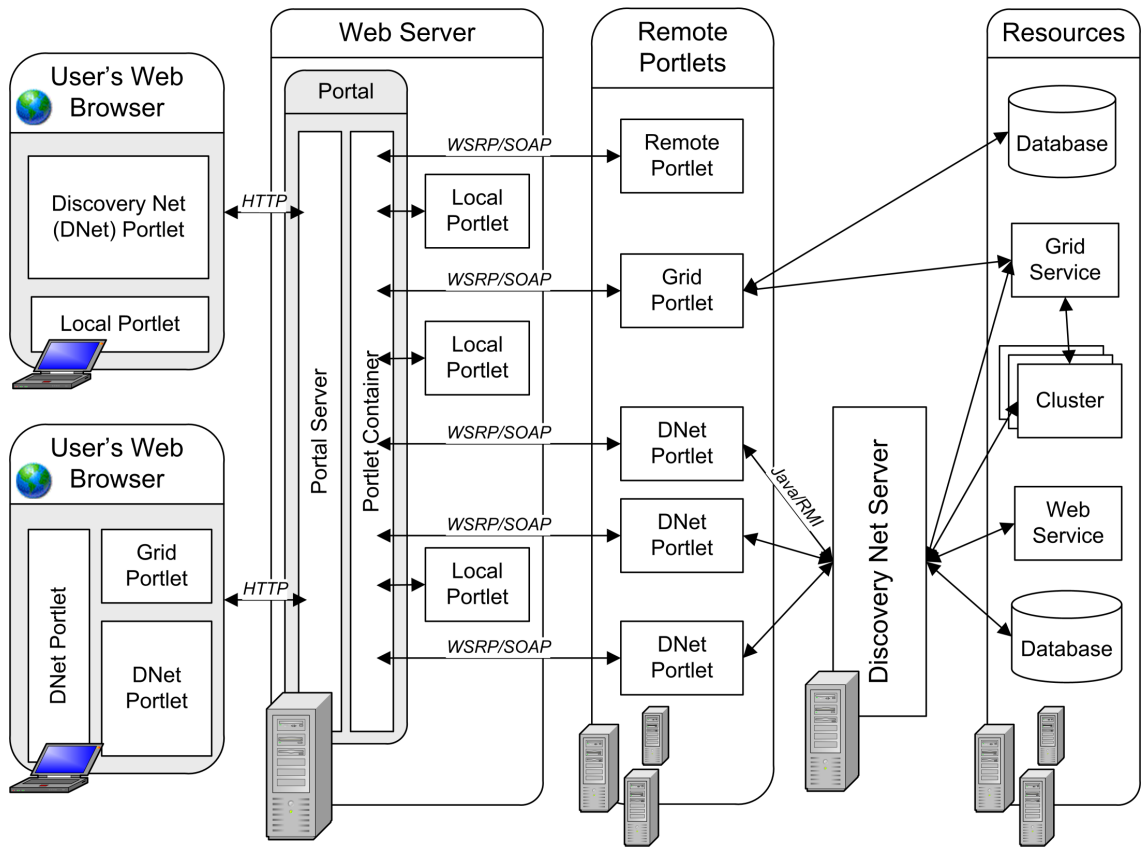 User's Web
Browser
Discovery Net
(DNet) Portlet
Local Portlet
User's Web
Browser
DNet Portlet
Grid
Portlet
DNet
Portlet
HTTP
HTTP
Web Server
Portal
Portal Server
Portlet Container
WSRP/SOAP
Local
Portlet
WSRP/SOAP
Local
Portlet
WSRP/SOAP
WSRP/SOAP
Local
Portlet
WSRP/SOAP
Remote
Portlets
Remote
Portlet
Grid
Portlet
DNet
Portlet
DNet
Portlet
DNet
Portlet
Java/RMI
Discovery Net Server
Resources
Database
Grid
Service
Cluster
Web
Service
Database